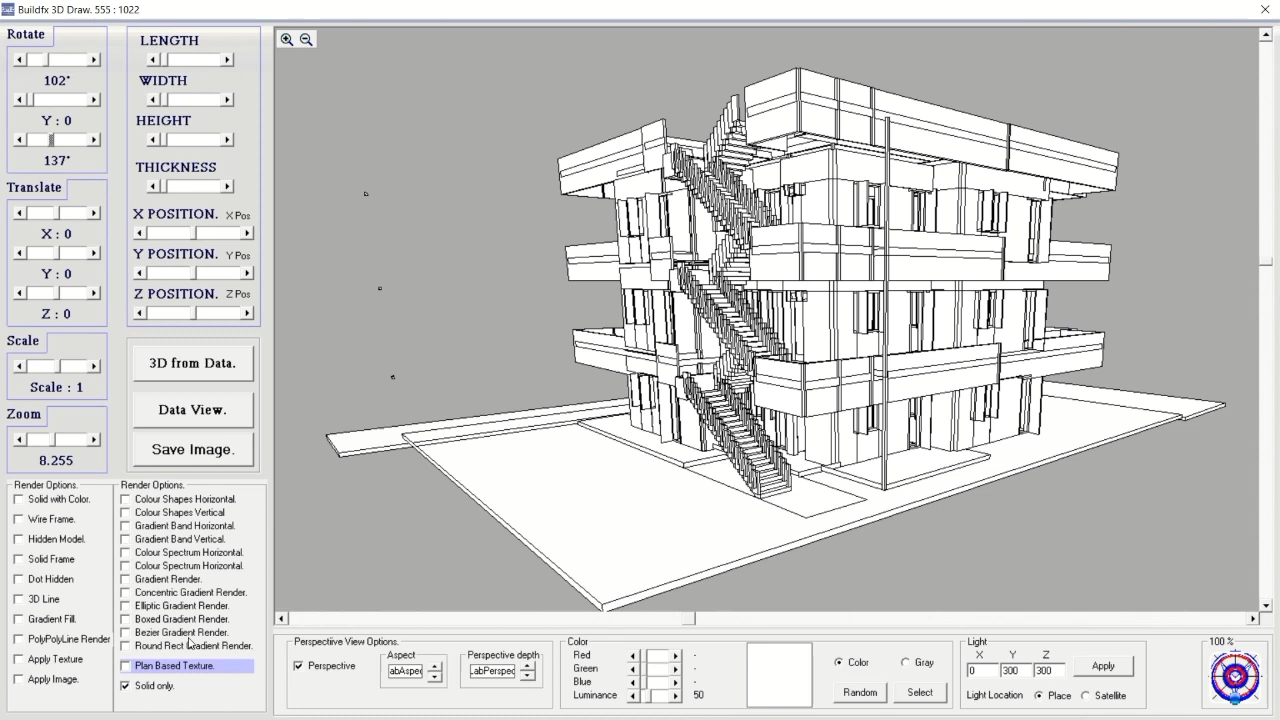 Buildfx 3D Draw. 555 : 1022
Rotate
102°
Y : 0
137°
Translate
X : 0
Y : 0
Z : 0
Scale
Scale : 1
Zoom
8.255
LENGTH
WIDTH
HEIGHT
THICKNESS
X POSITION. X Pos
Y POSITION. Y Pos
Z POSITION. Z Pos
3D from Data.
Data View.
Save Image.
Render Options.
Solid with Color.
Wire Frame.
Hidden Model.
Solid Frame
Dot Hidden
3D Line
Gradient Fill.
PolyPolyLine Render
Apply Texture
Apply Image.
Render Options.
Colour Shapes Horizontal.
Colour Shapes Vertical
Gradient Band Horizontal.
Gradient Band Vertical.
Colour Spectrum Horizontal.
Colour Spectrum Horizontal.
Gradient Render.
Concentric Gradient Render.
Elliptic Gradient Render.
Boxed Gradient Render.
Bezier Gradient Render.
Round Rect Gradient Render.
Plan Based Texture.
Solid only.
Perspective View Options.
Perspective
Aspect
abAspec
Perspective depth
.abPerspec
Color
Red -
Green -
Blue -
Luminance 50
Color
Gray
Random
Select
Light
X Y Z
0 300 300
Apply
Light Location Place Satellite
100 %